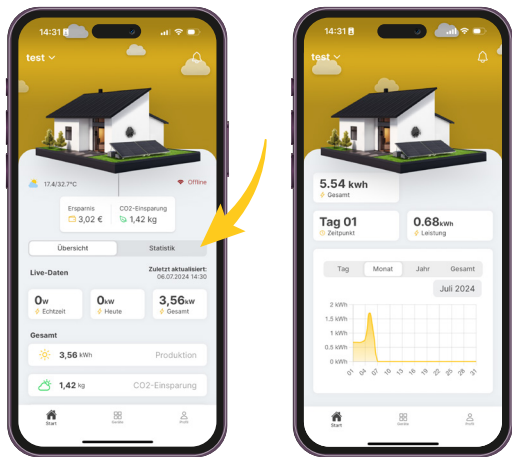 14:31
test
17.4/32.7°C
Offline
Ersparnis
3,02 €
CO2-Einsparung
1,42 kg
Übersicht
Statistik
Live-Daten
Zuletzt aktualisiert:
06.07.2024 14:30
0w
Echtzeit
0kW
Heute
3,56kW
Gesamt
Gesamt
3,56 kWh
Produktion
1,42 kg
CO2-Einsparung
Start
Geräte
Profil
14:31
test
5.54 kwh
Gesamt
Tag 01
Zeitpunkt
0.68kWh
Leistung
Tag
Monat
Jahr
Gesamt
Juli 2024
2 kWh
1.5 kWh
1 kWh
0.5 kWh
0 kWh
01 04 07 10 13 16 19 22 25 28 31
Start
Geräte
Profil